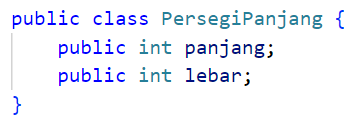 public class PersegiPanjang {
    public int panjang;
    public int lebar;
}